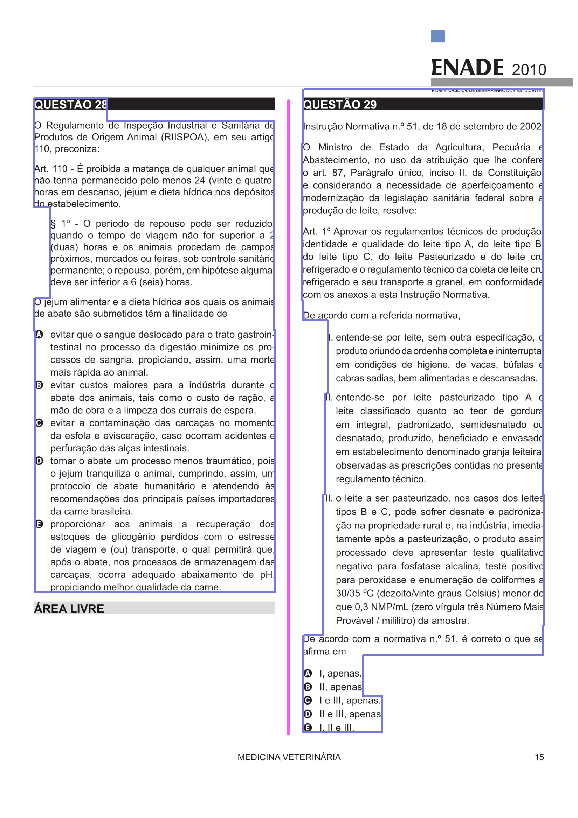 ENADE 2010
QUESTÃO 28
O Regulamento de Inspeção Industrial e Sanitária de
Produtos de Origem Animal (RIISPOA), em seu artigo
110, preconiza:
Art. 110 - É proibida a matança de qualquer animal que
não tenha permanecido pelo menos 24 (vinte e quatro)
horas em descanso, jejum e dieta hídrica nos depósitos
do estabelecimento.
§ 1º - O período de repouso pode ser reduzido,
quando o tempo de viagem não for superior a 2
(duas) horas e os animais procedam de campos
próximos, mercados ou feiras, sob controle sanitário
permanente; o repouso, porém, em hipótese alguma,
deve ser inferior a 6 (seis) horas.
O jejum alimentar e a dieta hídrica aos quais os animais
de abate são submetidos têm a finalidade de
A evitar que o sangue deslocado para o trato gastroin-
testinal no processo da digestão minimize os pro-
cessos de sangria, propiciando, assim, uma morte
mais rápida ao animal.
B evitar custos maiores para a indústria durante o
abate dos animais, tais como o custo de ração, a
mão de obra e a limpeza dos currais de espera.
C evitar a contaminação das carcaças no momento
da esfola e evisceração, caso ocorram acidentes e
perfuração das alças intestinais.
D tornar o abate um processo menos traumático, pois
o jejum tranquiliza o animal, cumprindo, assim, um
protocolo de abate humanitário e atendendo às
recomendações dos principais países importadores
da carne brasileira.
E proporcionar aos animais a recuperação dos
estoques de glicogênio perdidos com o estresse
de viagem e (ou) transporte, o qual permitirá que,
após o abate, nos processos de armazenagem das
carcaças, ocorra adequado abaixamento de pH,
propiciando melhor qualidade da carne.
ÁREA LIVRE
QUESTÃO 29
Instrução Normativa n.º 51, de 18 de setembro de 2002.
O Ministro de Estado da Agricultura, Pecuária e
Abastecimento, no uso da atribuição que lhe confere
o art. 87, Parágrafo único, inciso II, da Constituição,
e considerando a necessidade de aperfeiçoamento e
modernização da legislação sanitária federal sobre a
produção de leite, resolve:
Art. 1º Aprovar os regulamentos técnicos de produção,
identidade e qualidade do leite tipo A, do leite tipo B,
do leite tipo C, do leite Pasteurizado e do leite cru
refrigerado e o regulamento técnico da coleta de leite cru
refrigerado e seu transporte a granel, em conformidade
com os anexos a esta Instrução Normativa.
De acordo com a referida normativa,
I. entende-se por leite, sem outra especificação, o
produto oriundo da ordenha completa e ininterrupta,
em condições de higiene, de vacas, búfalas e
cabras sadias, bem alimentadas e descansadas.
II. entende-se por leite pasteurizado tipo A o
leite classificado quanto ao teor de gordura
em integral, padronizado, semidesnatado ou
desnatado, produzido, beneficiado e envasado
em estabelecimento denominado granja leiteira,
observadas as prescrições contidas no presente
regulamento técnico.
III. o leite a ser pasteurizado, nos casos dos leites
tipos B e C, pode sofrer desnate e padroniza-
ção na propriedade rural e, na indústria, imedia-
tamente após a pasteurização, o produto assim
processado deve apresentar teste qualitativo
negativo para fosfatase alcalina, teste positivo
para peroxidase e enumeração de coliformes a
30/35 ºC (dezoito/vinte graus Celsius) menor do
que 0,3 NMP/mL (zero vírgula três Número Mais
Provável / mililitro) da amostra.
De acordo com a normativa n.º 51, é correto o que se
afirma em
A I, apenas.
B II, apenas.
C I e III, apenas.
D II e III, apenas.
E I, II e III.
MEDICINA VETERINÁRIA
15